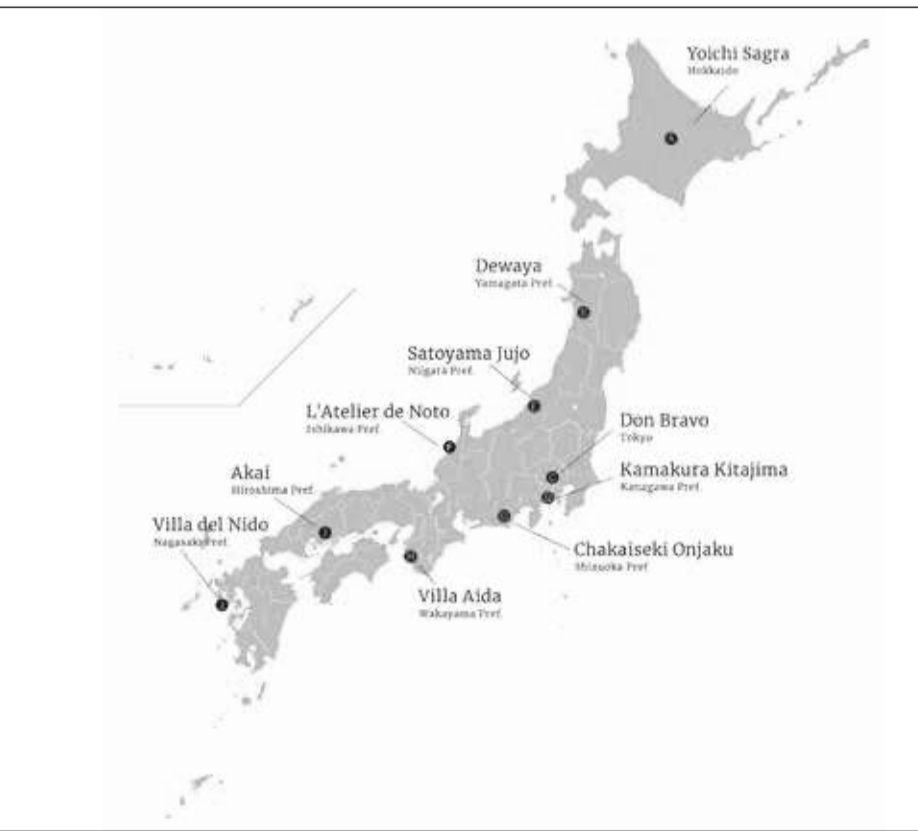 Yoichi Sagra
Hokkaido
Dewaya
Yamagata Pref.
Satoyama Jujo
Niigata Pref.
L'Atelier de Noto
Ishikawa Pref.
Don Bravo
Tokyo
Kamakura Kitajima
Kanagawa Pref.
Akai
Hiroshima Pref.
Villa del Nido
Nagasaki Pref.
Chakaiseki Onjaku
Shizuoka Pref.
Villa Aida
Wakayama Pref.